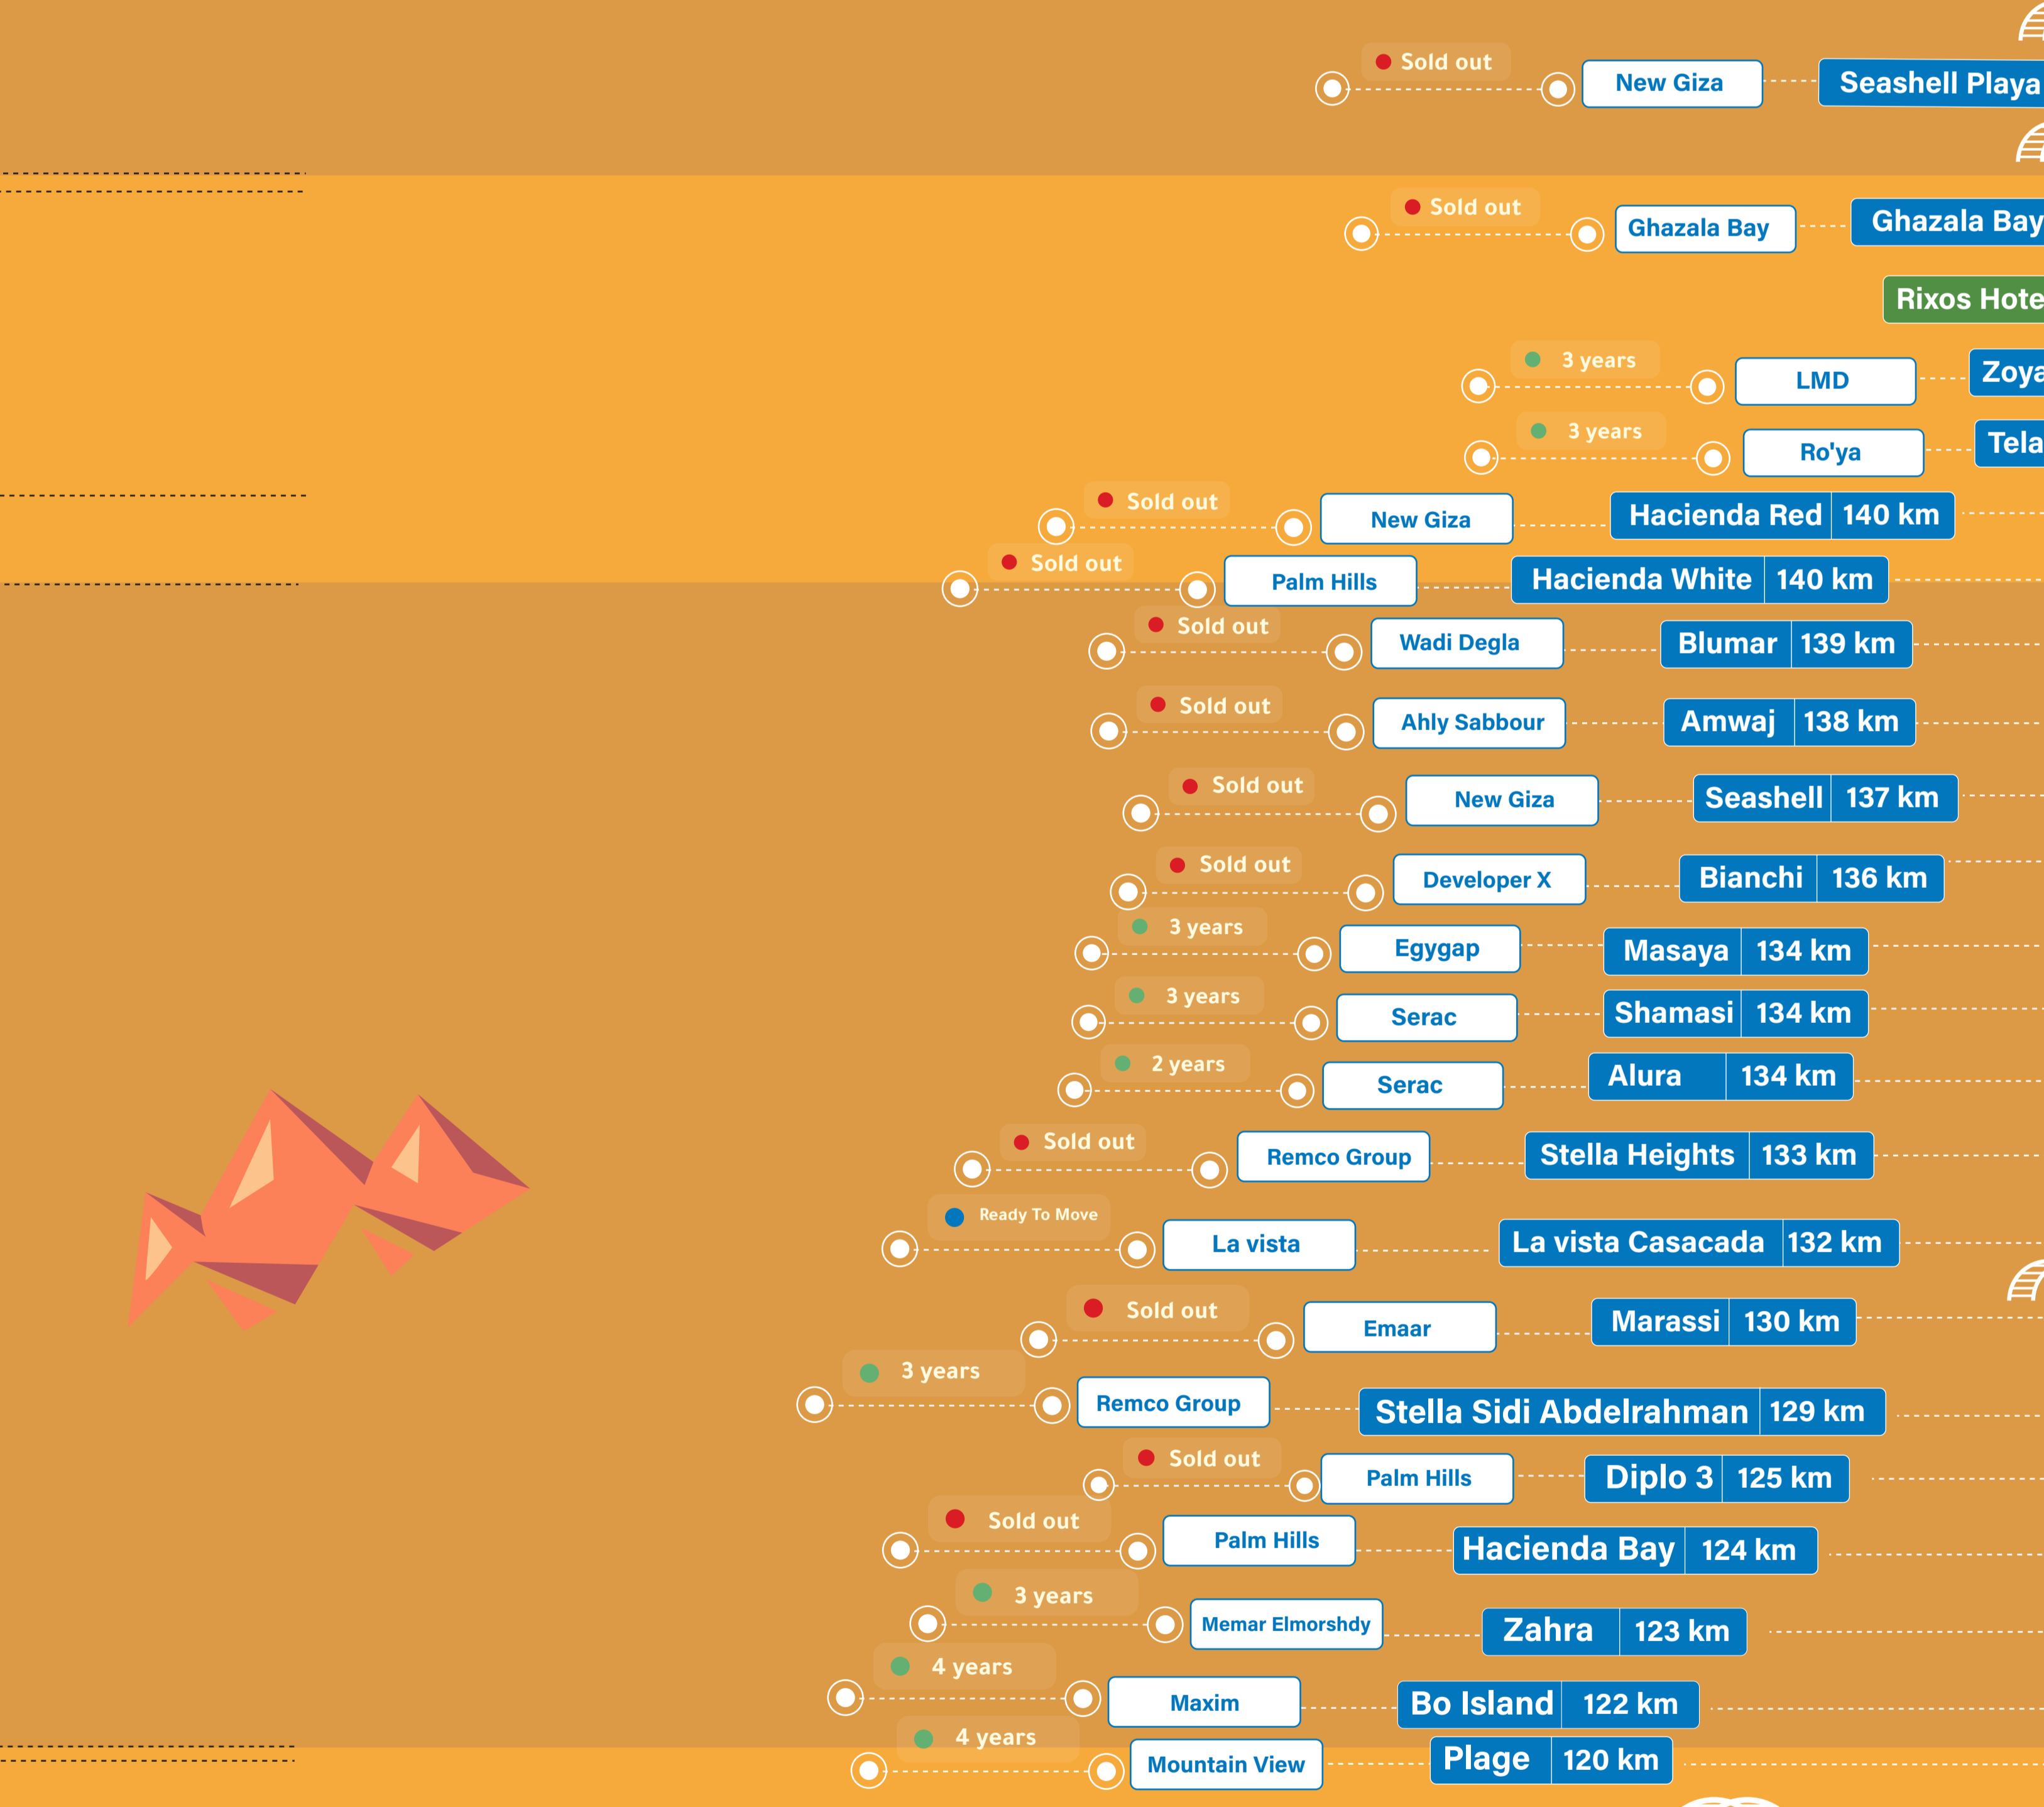 Sold out New Giza Seashell Playa
Sold out Ghazala Bay Ghazala Bay
Rixos Hote
3 years LMD Zoya
3 years Ro'ya Tela
Sold out New Giza Hacienda Red 140 km
Sold out Palm Hills Hacienda White 140 km
Sold out Wadi Degla Blumar 139 km
Sold out Ahly Sabbour Amwaj 138 km
Sold out New Giza Seashell 137 km
Sold out Developer X Bianchi 136 km
3 years Egygap Masaya 134 km
3 years Serac Shamasi 134 km
2 years Serac Alura 134 km
Sold out Remco Group Stella Heights 133 km
Ready To Move La vista La vista Casacada 132 km
Sold out Emaar Marassi 130 km
3 years Remco Group Stella Sidi Abdelrahman 129 km
Sold out Palm Hills Diplo 3 125 km
Sold out Palm Hills Hacienda Bay 124 km
3 years Memar Elmorshdy Zahra 123 km
4 years Maxim Bo Island 122 km
4 years Mountain View Plage 120 km